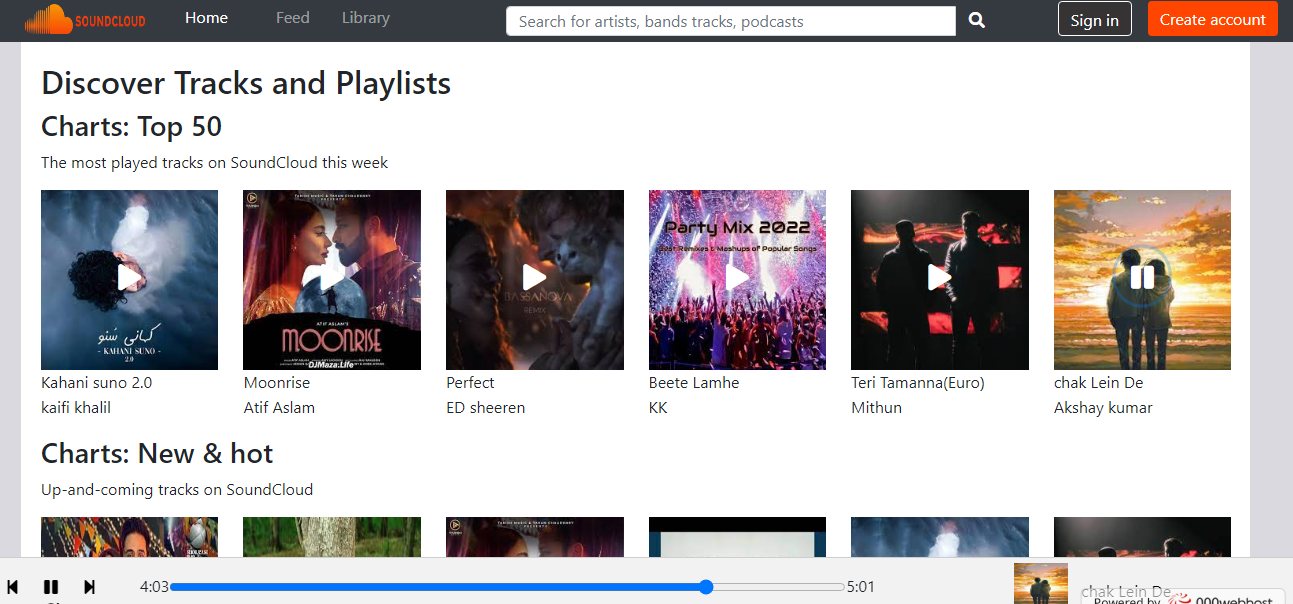 SOUNDCLOUD
Home
Feed
Library
Search for artists, bands tracks, podcasts
Sign in
Create account
Discover Tracks and Playlists
Charts: Top 50
The most played tracks on SoundCloud this week
کہانی سنو
- KAHANI SUNO -
2.0
ATIF ASLAM'S
MOONRISE
DJMaza.Life
BASSANOVA
REMIX
Party Mix 2022
Best Remixes & Mashups of Popular Songs
Kahani suno 2.0
kaifi khalil
Moonrise
Atif Aslam
Perfect
ED sheeren
Beete Lamhe
KK
Teri Tamanna(Euro)
Mithun
chak Lein De
Akshay kumar
Charts: New & hot
Up-and-coming tracks on SoundCloud
4:03
5:01
chak Lein De
Powered by 000webhost